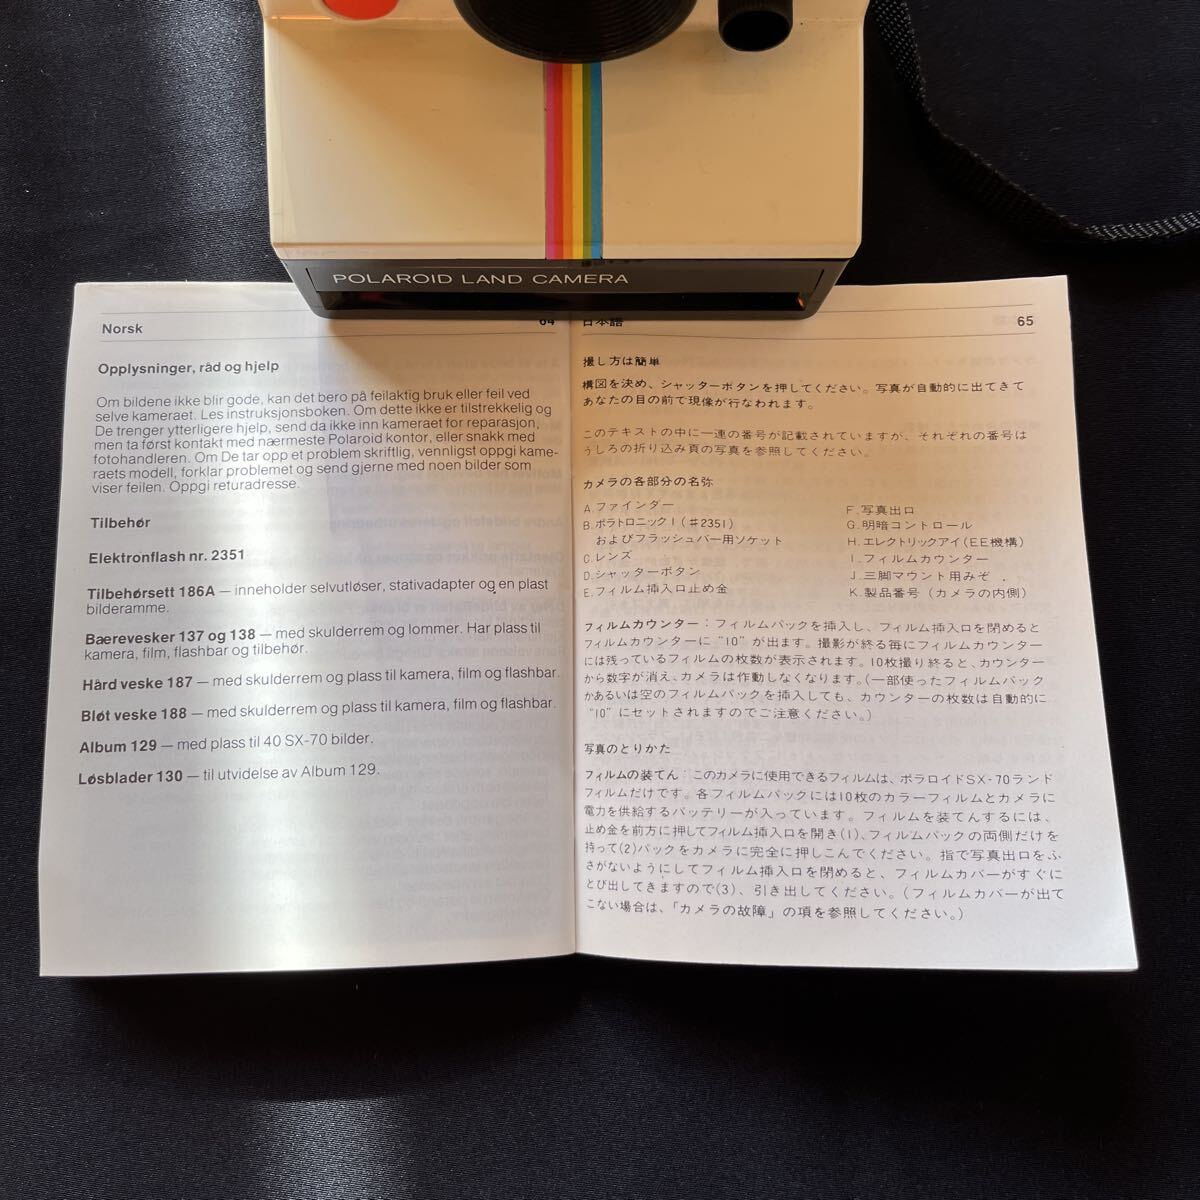 POLAROID LAND CAMERA
Norsk 64
Opplysninger, råd og hjelp
Om bildene ikke blir gode, kan det bero på feilaktig bruk eller feil ved
selve kameraet. Les instruksjonsboken. Om dette ikke er tilstrekkelig og
De trenger ytterligere hjelp, send da ikke inn kameraet for reparasjon,
men ta først kontakt med nærmeste Polaroid kontor, eller snakk med
fotohandleren. Om De tar opp et problem skriftlig, vennligst oppgi kame-
raets modell, forklar problemet og send gjerne med noen bilder som
viser feilen. Oppgi returadresse.
Tilbehør
Elektronflash nr. 2351
Tilbehørsett 186A — inneholder selvutløser, stativadapter og en plast
bilderamme.
Bærevesker 137 og 138 — med skulderrem og lommer. Har plass til
kamera, film, flashbar og tilbehør.
Hård veske 187 — med skulderrem og plass til kamera, film og flashbar.
Bløt veske 188 — med skulderrem og plass til kamera, film og flashbar.
Album 129 — med plass til 40 SX-70 bilder.
Løsblader 130 — til utvidelse av Album 129.
日本語 65
撮し方は簡単
構図を決め、シャッターボタンを押してください。写真が自動的に出てきて
あなたの目の前で現像が行なわれます。
このテキストの中に一連の番号が記載されていますが、それぞれの番号は
うしろの折り込み頁の写真を参照してください。
カメラの各部分の名弥
A.ファインダー
B.ポラトロニック1(#2351)
およびフラッシュバー用ソケット
C.レンズ
D.シャッターボタン
E.フィルム挿入口止め金
F.写真出口
G.明暗コントロール
H.エレクトリックアイ(EE機構)
I.フィルムカウンター
J.三脚マウント用みぞ.
K.製品番号(カメラの内側)
フィルムカウンター:フィルムパックを挿入し、フィルム挿入口を閉めると
フィルムカウンターに“10”が出ます。撮影が終る毎にフィルムカウンター
には残っているフィルムの枚数が表示されます。10枚撮り終ると、カウンター
から数字が消え、カメラは作動しなくなります。(一部使ったフィルムパック
かあるいは空のフィルムパックを挿入しても、カウンターの枚数は自動的に
“10”にセットされますのでご注意ください。)
写真のとりかた
フィルムの装てん:このカメラに使用できるフィルムは、ポラロイドSX-70ランド
フィルムだけです。各フィルムパックには10枚のカラーフィルムとカメラに
電力を供給するバッテリーが入っています。フィルムを装てんするには、
止め金を前方に押してフィルム挿入口を開き(1)、フィルムパックの両側だけを
持って(2)パックをカメラに完全に押しこんでください。指で写真出口をふ
さがないようにしてフィルム挿入口を閉めると、フィルムカバーがすぐに
とび出してきますので(3)、引き出してください。(フィルムカバーが出て
こない場合は、「カメラの故障」の項を参照してください。)